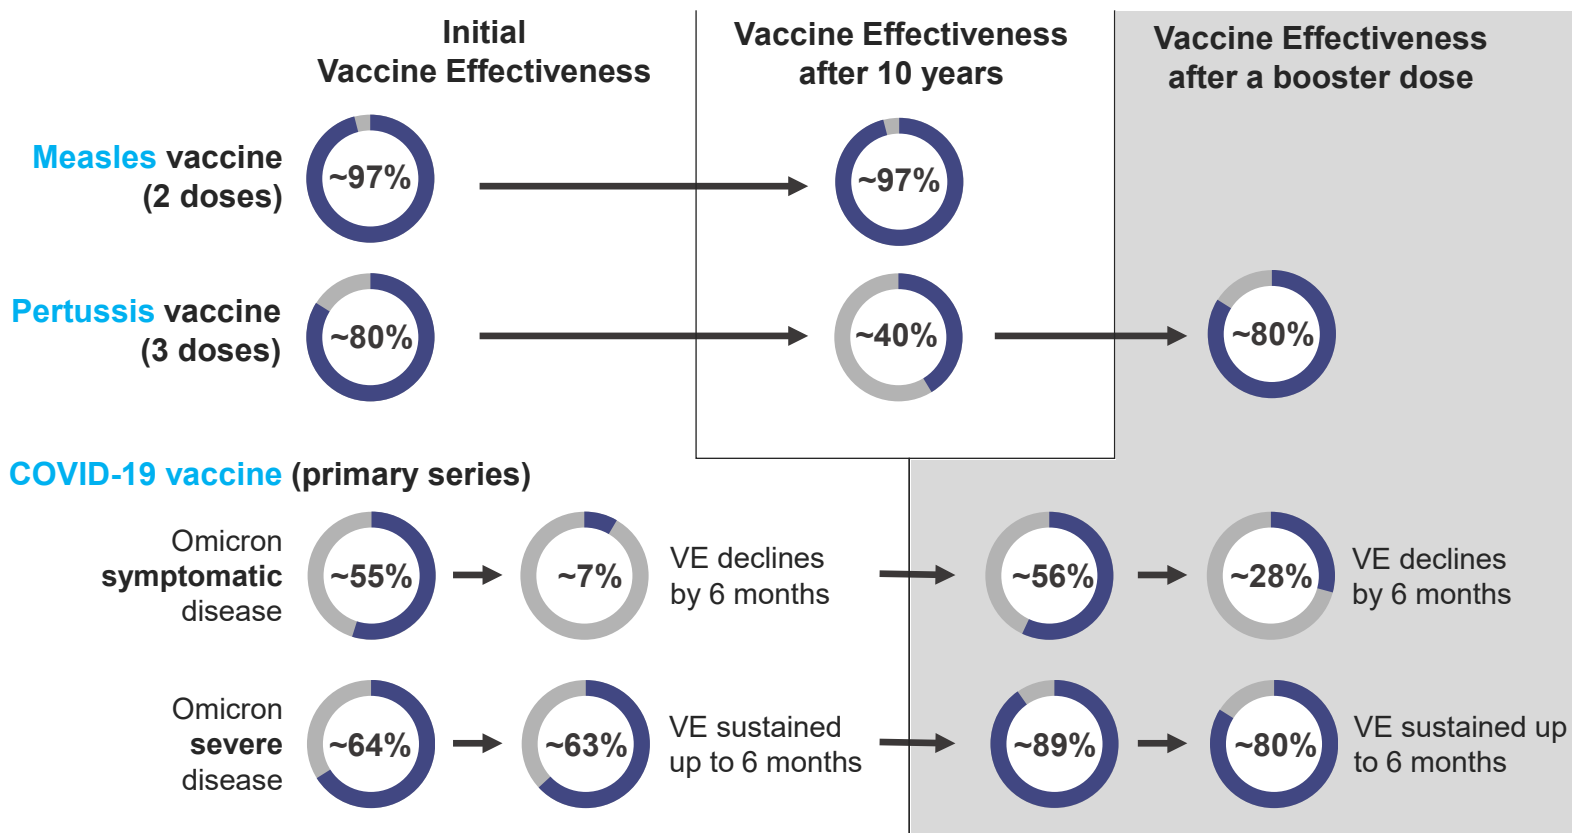 Initial
Vaccine Effectiveness
Vaccine Effectiveness
after 10 years
Vaccine Effectiveness
after a booster dose
Measles vaccine
(2 doses)
~97%
~97%
Pertussis vaccine
(3 doses)
~80%
~40%
~80%
COVID-19 vaccine (primary series)
Omicron
symptomatic
disease
~55%
~7%
VE declines
by 6 months
~56%
~28%
VE declines
by 6 months
Omicron
severe
disease
~64%
~63%
VE sustained
up to 6 months
~89%
~80%
VE sustained up
to 6 months